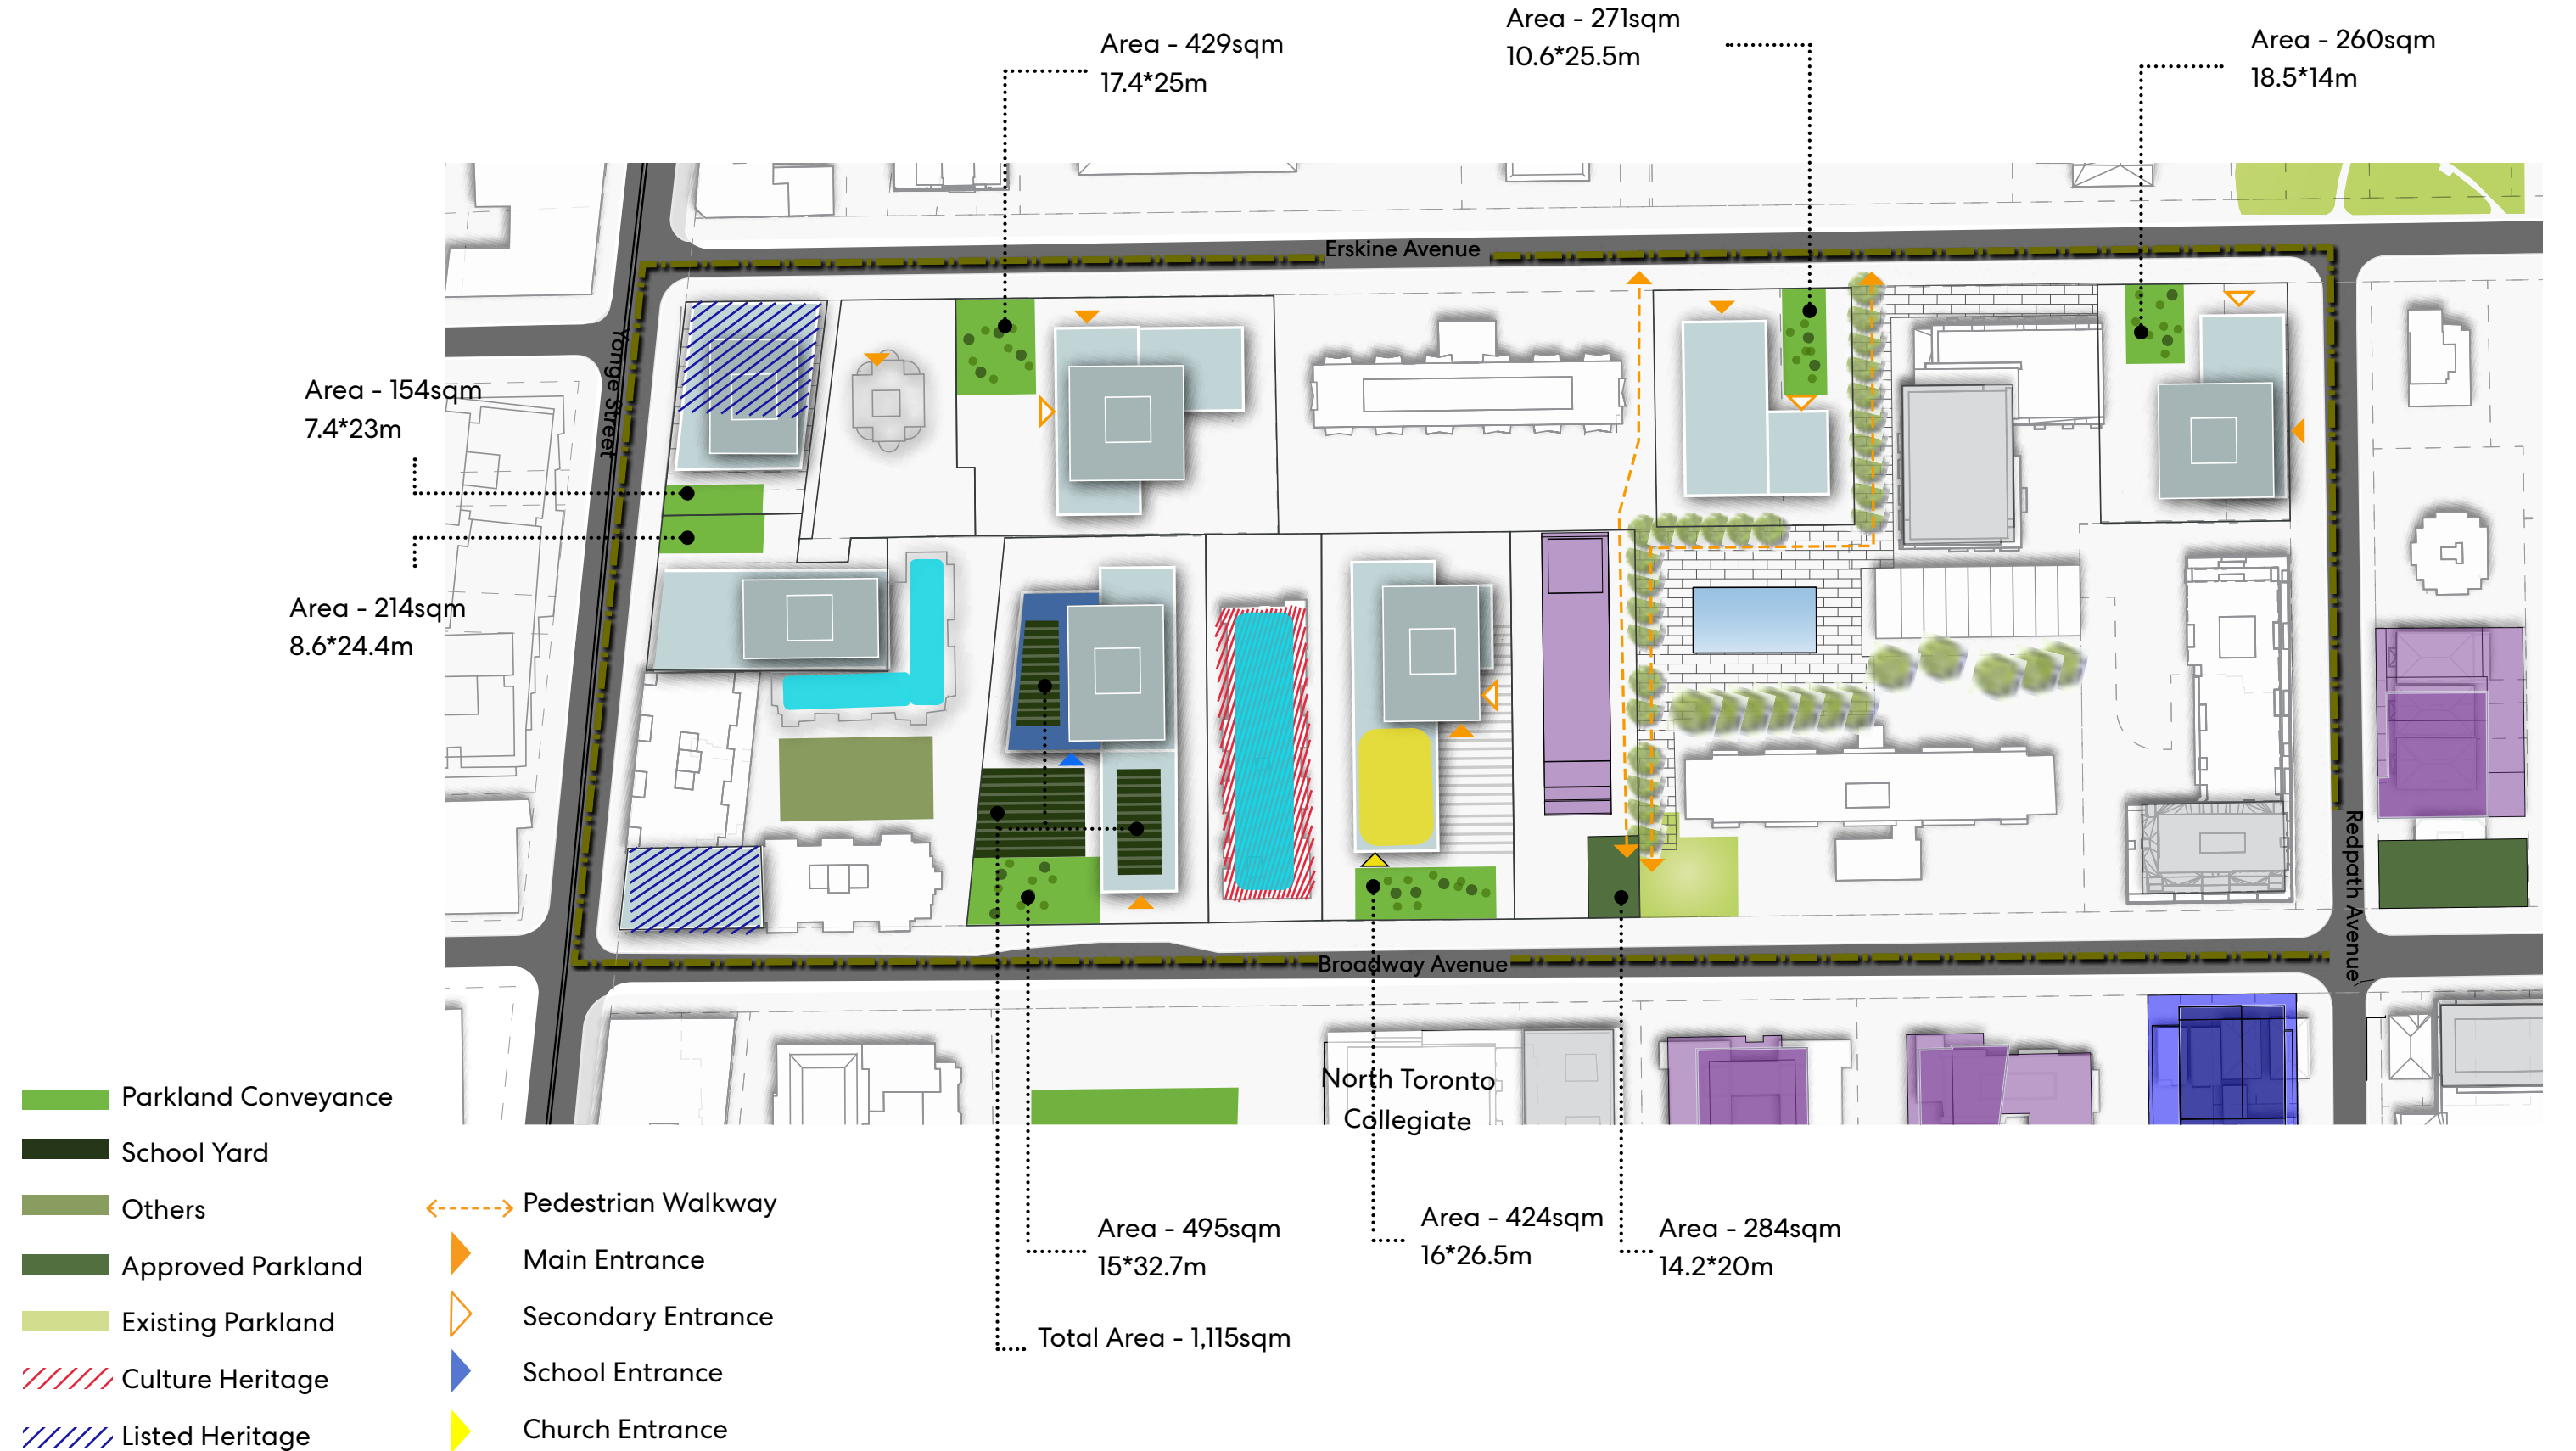 Area - 271sqm
10.6*25.5m
Area - 429sqm
17.4*25m
Area - 260sqm
18.5*14m
Erskine Avenue
Yonge Street
Area - 154sqm
7.4*23m
Area - 214sqm
8.6*24.4m
Redpath Avenue
Broadway Avenue
North Toronto
Collegiate
Parkland Conveyance
School Yard
Others
Approved Parkland
Existing Parkland
Culture Heritage
Listed Heritage
Pedestrian Walkway
Main Entrance
Secondary Entrance
School Entrance
Church Entrance
Area - 495sqm
15*32.7m
Area - 424sqm
16*26.5m
Area - 284sqm
14.2*20m
Total Area - 1,115sqm